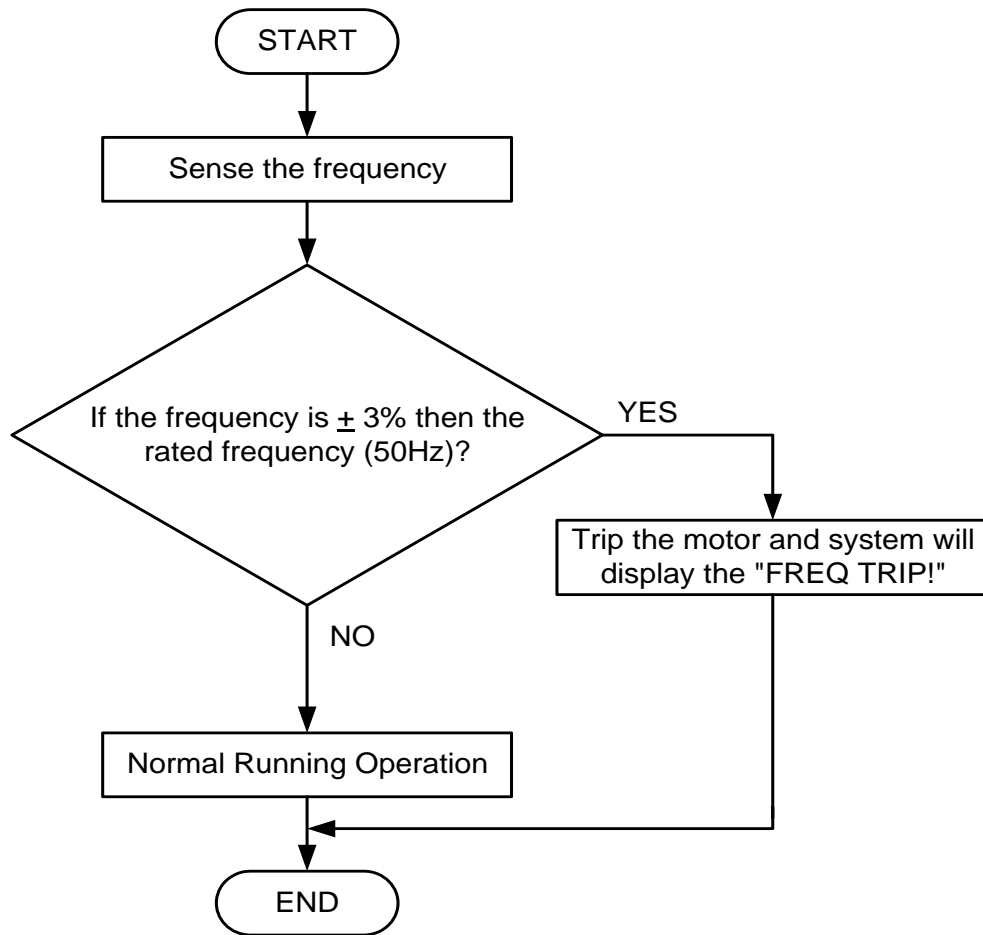 START
Sense the frequency
If the frequency is ± 3% then the
rated frequency (50Hz)?
YES
Trip the motor and system will
display the "FREQ TRIP!"
NO
Normal Running Operation
END